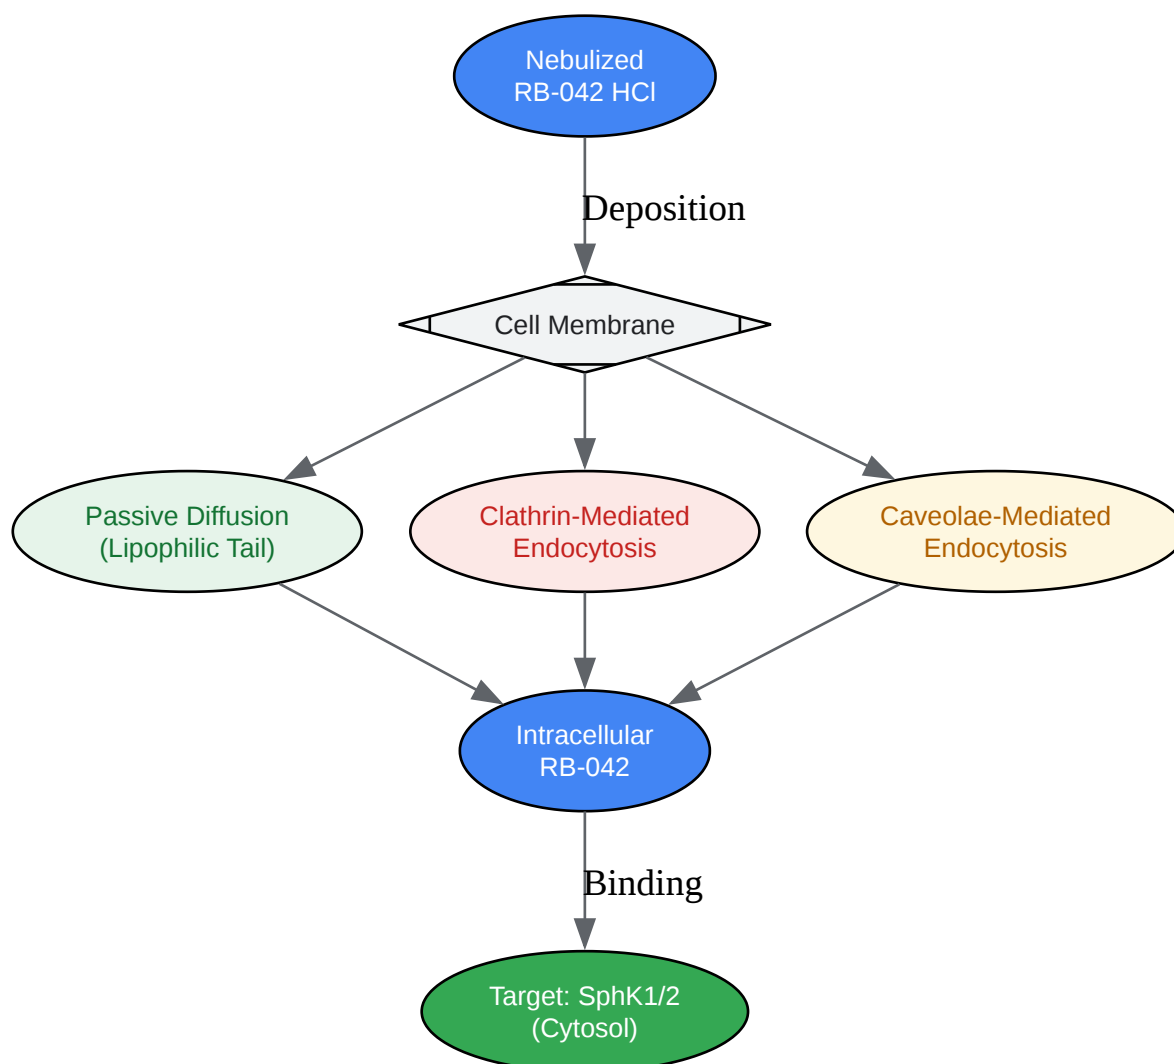 Nebulized
RB-042 HCl
Deposition
Cell Membrane
Passive Diffusion
(Lipophilic Tail)
Clathrin-Mediated
Endocytosis
Caveolae-Mediated
Endocytosis
Intracellular
RB-042
Binding
Target: SphK1/2
(Cytosol)